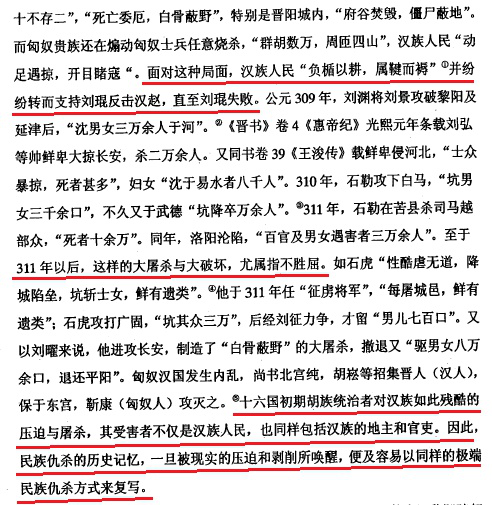 十不存二”，“死亡委厄，白骨蔽野”，特别是晋阳城内，“府谷焚毁，僵尸蔽地”。
而匈奴贵族还在煽动匈奴士兵任意烧杀，“群胡数万，周匝四山”，汉族人民“动
足遇掠，开目睹寇“。面对这种局面，汉族人民“负楯以耕，属鞬而褥”①并纷
纷转而支持刘琨反击汉赵，直至刘琨失败。公元 309 年，刘渊将刘景攻破黎阳及
延津后，“沈男女三万余人于河”。②《晋书》卷 4《惠帝纪》光熙元年条载刘弘
等帅鲜卑大掠长安，杀二万余人。又同书卷 39《王浚传》载鲜卑侵河北，“士众
暴掠，死者甚多”，妇女“沈于易水者八千人”。310 年，石勒攻下白马，“坑男
女三千余口”，不久又于武德“坑降卒万余人”。③311 年，石勒在苦县杀司马越
部众，“死者十余万”。同年，洛阳沦陷，“百官及男女遇害者三万余人”。至于
311 年以后，这样的大屠杀与大破坏，尤属指不胜屈。如石虎“性酷虐无道，降
城陷垒，坑斩士女，鲜有遗类”。④他于 311 年任“征虏将军”，“每屠城邑，鲜有
遗类”；石虎攻打广固，“坑其众三万”，后经刘征力争，才留“男儿七百口”。又
以刘曜来说，他进攻长安，制造了“白骨蔽野”的大屠杀，撤退又“驱男女八万
余口，退还平阳”。匈奴汉国发生内乱，尚书北宫纯，胡崧等招集晋人（汉人），
保于东宫，靳康（匈奴人）攻灭之。⑤十六国初期胡族统治者对汉族如此残酷的
压迫与屠杀，其受害者不仅是汉族人民，也同样包括汉族的地主和官吏。因此，
民族仇杀的历史记忆，一旦被现实的压迫和剥削所唤醒，便及容易以同样的极端
民族仇杀方式来复写。